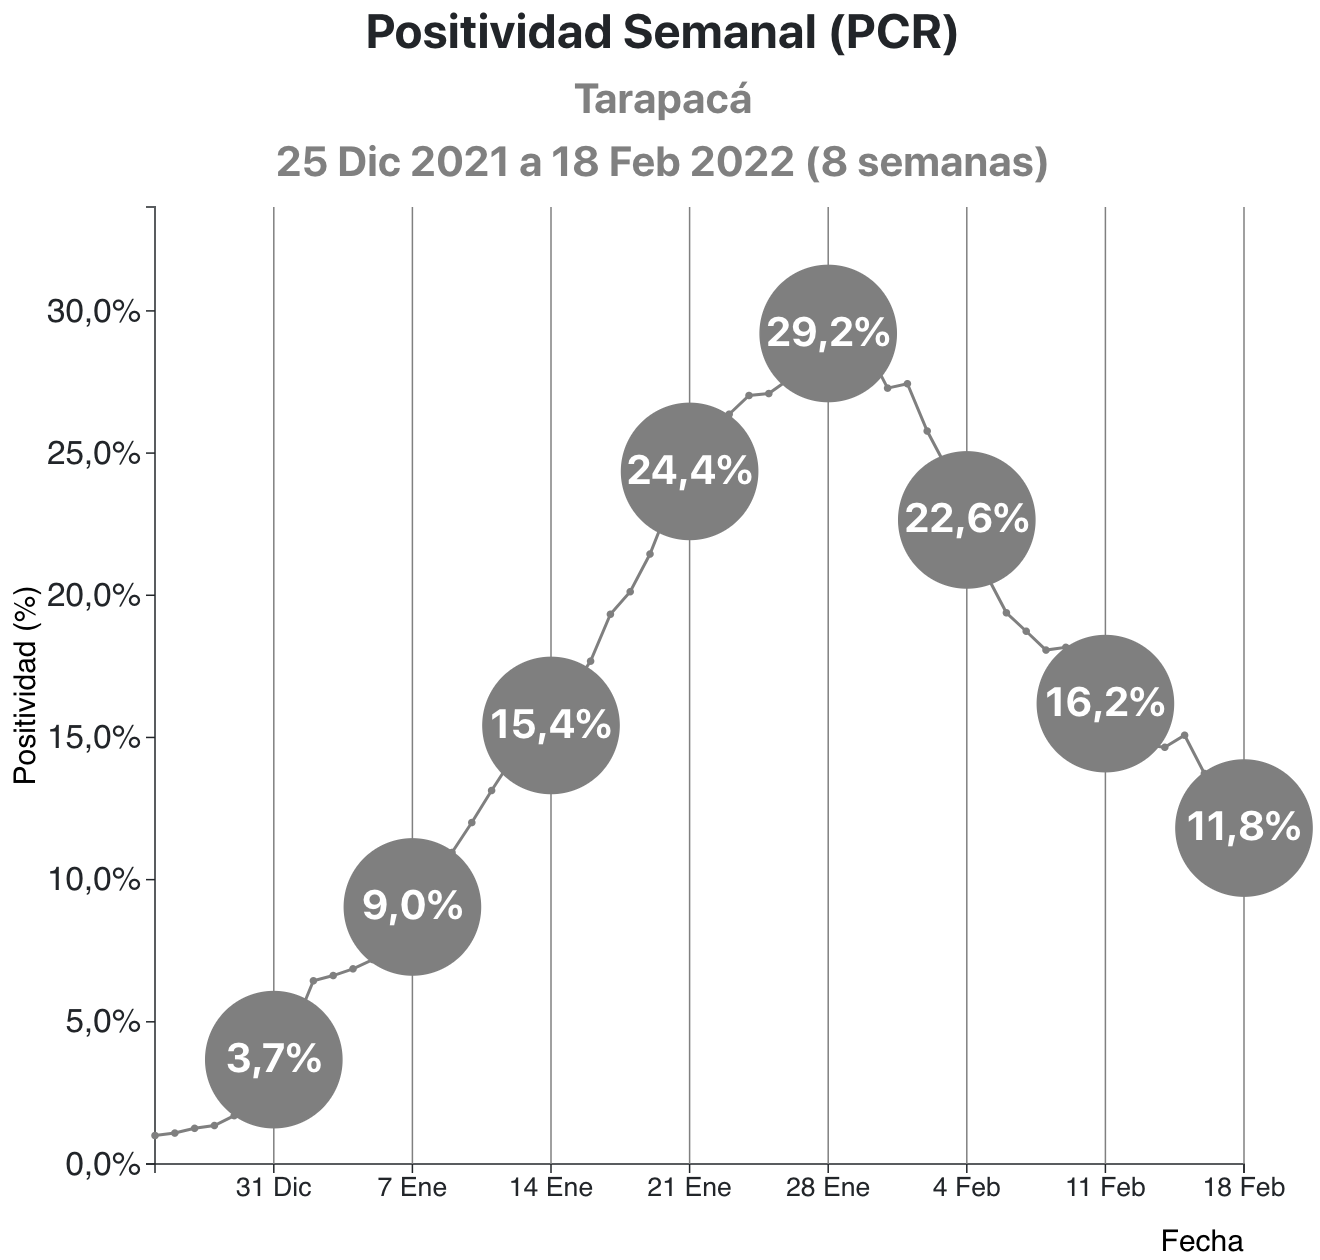 Positividad Semanal (PCR)
Tarapacá
25 Dic 2021 a 18 Feb 2022 (8 semanas)
30,0%
25,0%
20,0%
15,0%
10,0%
5,0%
0,0%
Positividad (%)
3,7%
9,0%
15,4%
24,4%
29,2%
22,6%
16,2%
11,8%
31 Dic
7 Ene
14 Ene
21 Ene
28 Ene
4 Feb
11 Feb
18 Feb
Fecha